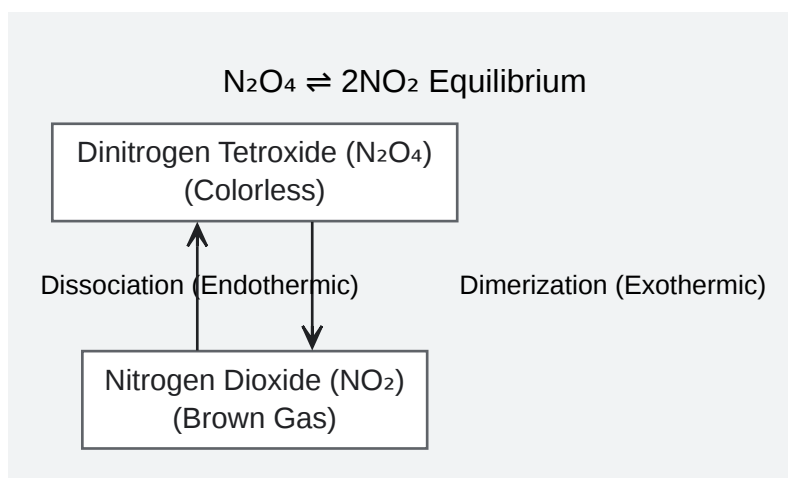 N₂O₄ ⇌ 2NO₂ Equilibrium
Dinitrogen Tetroxide (N₂O₄)
(Colorless)
Dissociation (Endothermic)
Dimerization (Exothermic)
Nitrogen Dioxide (NO₂)
(Brown Gas)